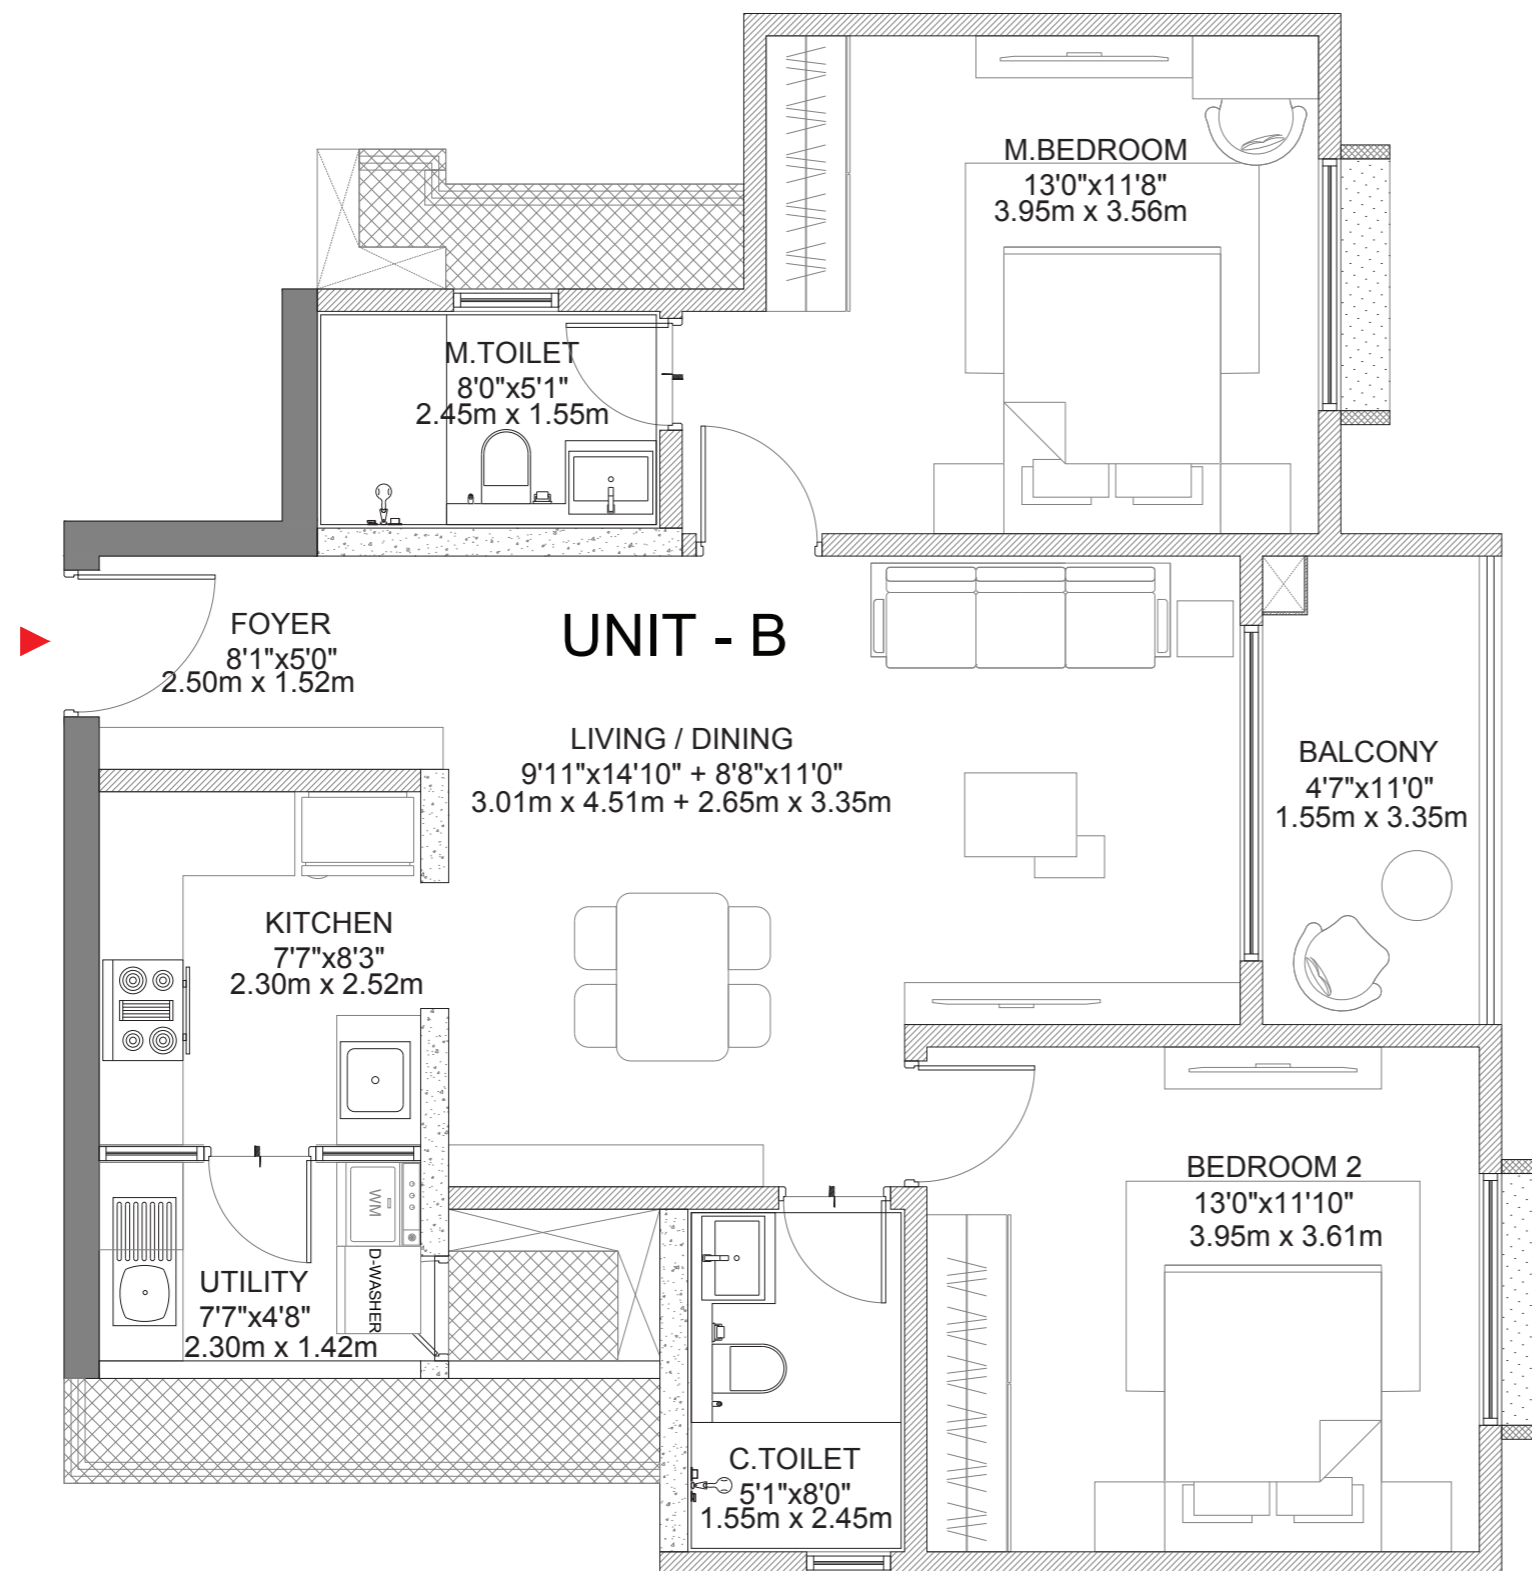 M.BEDROOM
13'0"x11'8"
3.95m x 3.56m
M.TOILET
8'0"x5'1"
2.45m x 1.55m
FOYER
8'1"x5'0"
2.50m x 1.52m
UNIT - B
LIVING / DINING
9'11"x14'10" + 8'8"x11'0"
3.01m x 4.51m + 2.65m x 3.35m
BALCONY
4'7"x11'0"
1.55m x 3.35m
KITCHEN
7'7"x8'3"
2.30m x 2.52m
WM
D-WASHER
UTILITY
7'7"x4'8"
2.30m x 1.42m
BEDROOM 2
13'0"x11'10"
3.95m x 3.61m
C.TOILET
5'1"x8'0"
1.55m x 2.45m